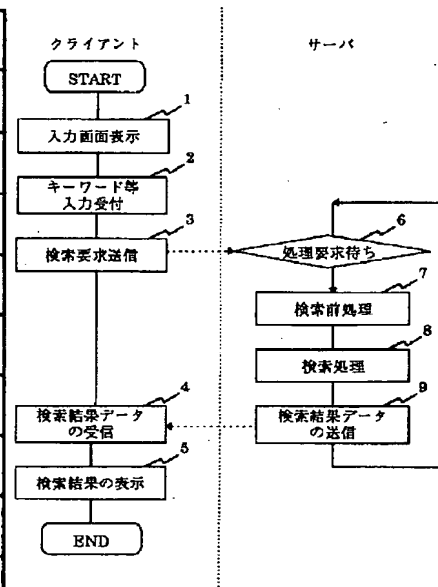 クライアント
サーバ
START
1
入力画面表示
2
キーワード等
入力受付
3
検索要求送信
6
処理要求待ち
7
検索前処理
8
検索処理
4
検索結果データ
の受信
9
検索結果データ
の送信
5
検索結果の表示
END